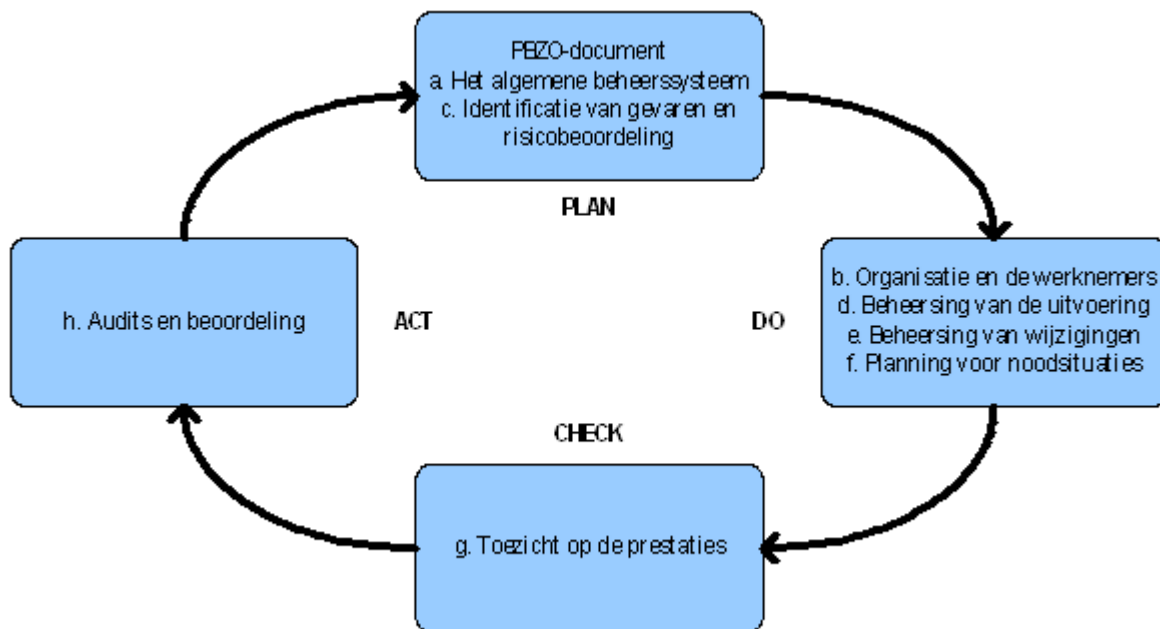 PBZO-document
a. Het algemene beheerssysteem
c. Identificatie van gevaren en
risicobeoordeling
PLAN
b. Organisatie en de werknemers
d. Beheersing van de uitvoering
e. Beheersing van wijzigingen
f. Planning voor noodsituaties
DO
CHECK
g. Toezicht op de prestaties
ACT
h. Audits en beoordeling